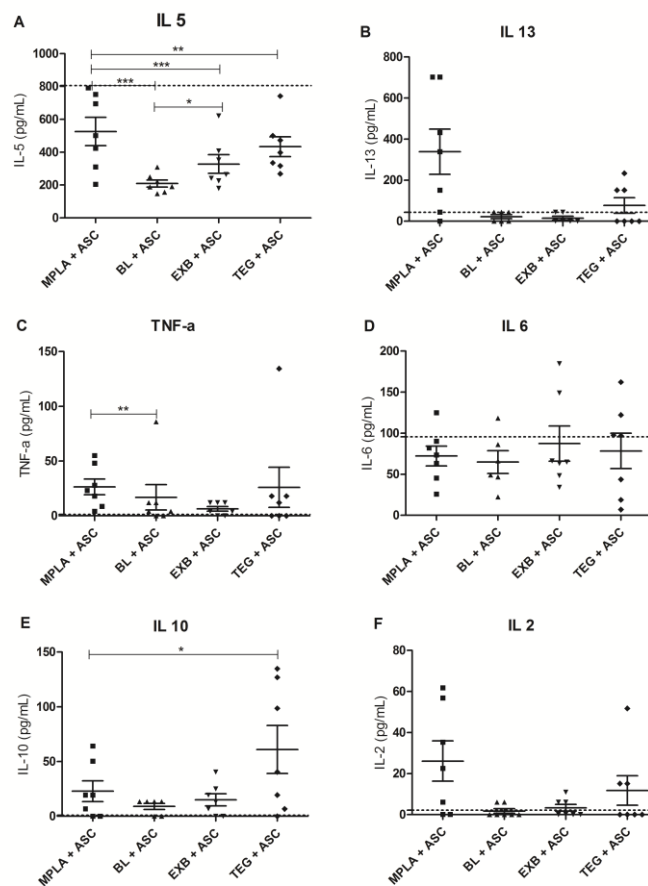 A
IL 5
**
***
***
*
1000
800
600
400
200
0
IL-5 (pg/mL)
MPLA + ASC
BL + ASC
EXB + ASC
TEG + ASC
B
IL 13
800
600
400
200
0
IL-13 (pg/mL)
MPLA + ASC
BL + ASC
EXB + ASC
TEG + ASC
C
TNF-a
**
150
100
50
0
TNF-a (pg/mL)
MPLA + ASC
BL + ASC
EXB + ASC
TEG + ASC
D
IL 6
200
150
100
50
0
IL-6 (pg/mL)
MPLA + ASC
BL + ASC
EXB + ASC
TEG + ASC
E
IL 10
*
150
100
50
0
IL-10 (pg/mL)
MPLA + ASC
BL + ASC
EXB + ASC
TEG + ASC
F
IL 2
80
60
40
20
0
IL-2 (pg/mL)
MPLA + ASC
BL + ASC
EXB + ASC
TEG + ASC